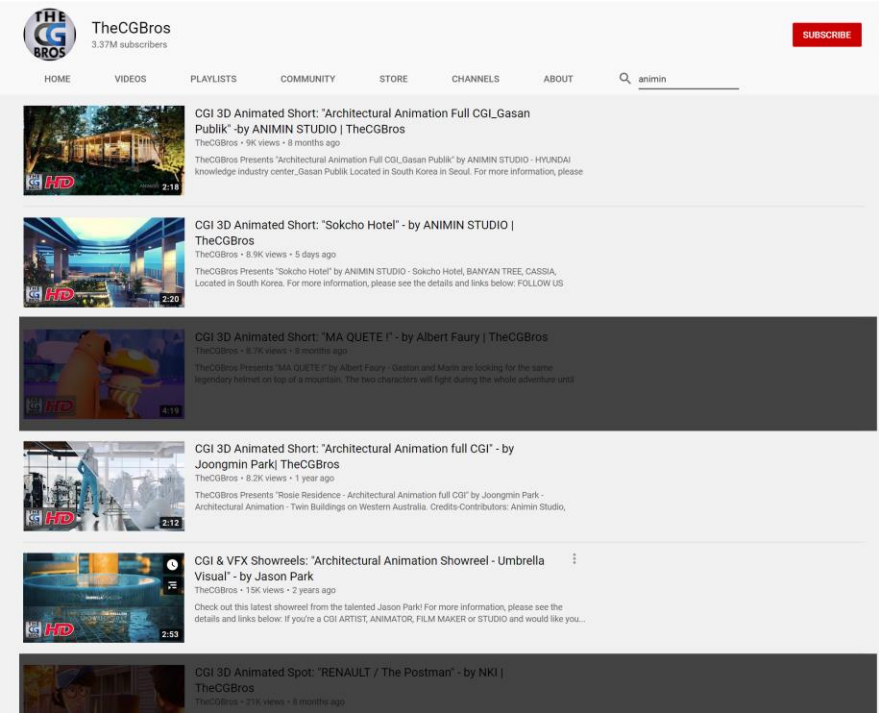 THE
CG
BROS
TheCGBros
3.37M subscribers
SUBSCRIBE
HOME VIDEOS PLAYLISTS COMMUNITY STORE CHANNELS ABOUT animin
CGI 3D Animated Short: "Architectural Animation Full CGI_Gasan
Publik" -by ANIMIN STUDIO | TheCGBros
TheCGBros • 9K views • 8 months ago
TheCGBros Presents "Architectural Animation Full CGI_Gasan Publik" by ANIMIN STUDIO - HYUNDAI
knowledge industry center_Gasan Publik Located in South Korea in Seoul. For more information, please
HD
2:18
CGI 3D Animated Short: "Sokcho Hotel" - by ANIMIN STUDIO |
TheCGBros
TheCGBros • 8.9K views • 5 days ago
TheCGBros Presents "Sokcho Hotel" by ANIMIN STUDIO - Sokcho Hotel, BANYAN TREE, CASSIA,
Located in South Korea. For more information, please see the details and links below: FOLLOW US
HD
2:20
CGI 3D Animated Short: "MA QUETE !" - by Albert Faury | TheCGBros
TheCGBros • 8.7K views • 8 months ago
TheCGBros Presents "MA QUETE !" by Albert Faury - Gaston and Marin are looking for the same
legendary helmet on top of a mountain. The two characters will fight during the whole adventure until
HD
4:19
CGI 3D Animated Short: "Architectural Animation full CGI" - by
Joongmin Park| TheCGBros
TheCGBros • 8.2K views • 1 year ago
TheCGBros Presents "Rosie Residence - Architectural Animation full CGI" by Joongmin Park -
Architectural Animation - Twin Buildings on Western Australia. Credits-Contributors: Animin Studio,
HD
2:12
CGI & VFX Showreels: "Architectural Animation Showreel - Umbrella
Visual" - by Jason Park
TheCGBros • 15K views • 2 years ago
Check out this latest showreel from the talented Jason Park! For more information, please see the
details and links below: If you're a CGI ARTIST, ANIMATOR, FILM MAKER or STUDIO and would like you...
HD
2:53
CGI 3D Animated Spot: "RENAULT / The Postman" - by NKI |
TheCGBros
TheCGBros • 21K views • 8 months ago